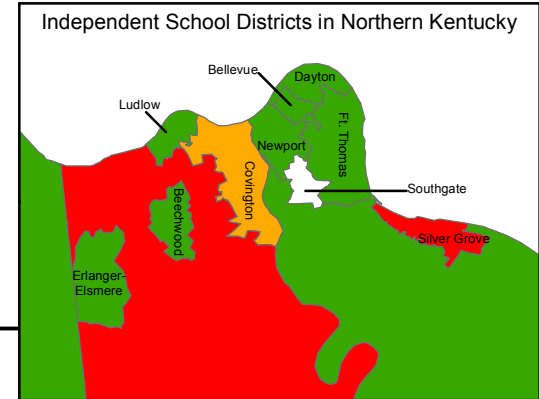 Independent School Districts in Northern Kentucky
Bellevue
Dayton
Ludlow
Ft. Thomas
Newport
Covington
Southgate
Beechwood
Silver Grove
Erlanger-
Elsmere